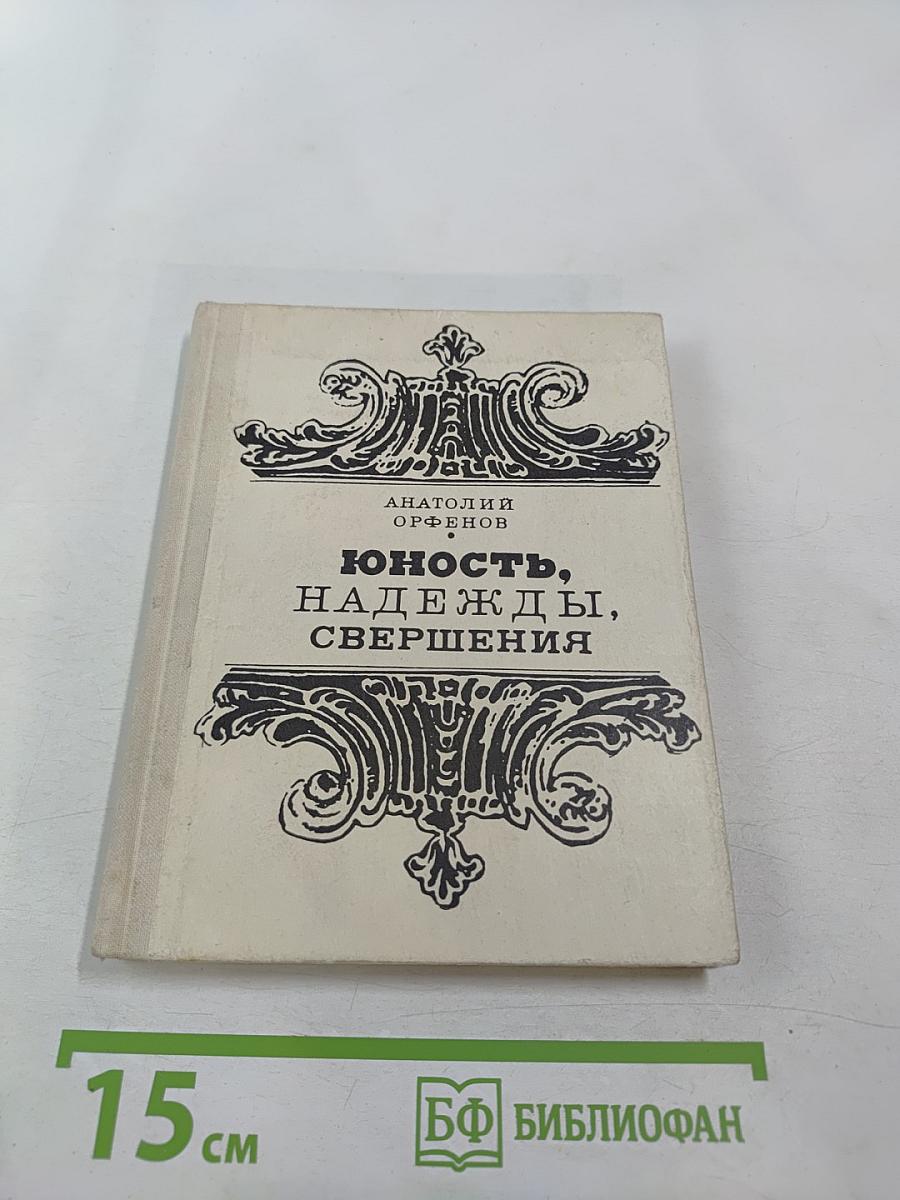 АНАТОЛИЙ
ОРФЕНОВ
ЮНОСТЬ,
НАДЕЖДЫ,
СВЕРШЕНИЯ
15 см
БФ БИБЛИОФАН